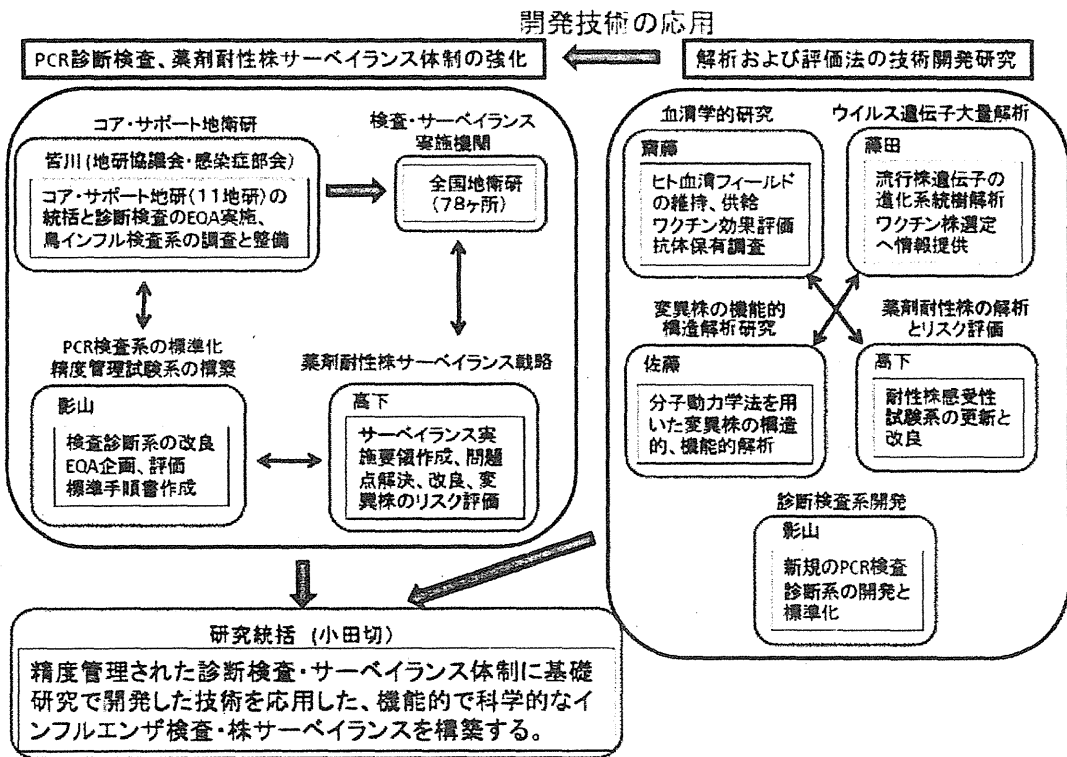 開発技術の応用
PCR診断検査、薬剤耐性株サーベイランス体制の強化
解析および評価法の技術開発研究
コア・サポート地衛研
皆川(地研協議会・感染症部会)
コア・サポート地研(11地研)の
統括と診断検査のEQA実施、
鳥インフル検査系の調査と整備
検査・サーベイランス
実施機関
全国地衛研
(78ヶ所)
PCR検査系の標準化
精度管理試験系の構築
影山
検査診断系の改良
EQA企画、評価
標準手順書作成
薬剤耐性株サーベイランス戦略
高下
サーベイランス実
施要領作成、問題
点解決、改良、変
異株のリスク評価
血清学的研究
齋藤
ヒト血清フィールド
の維持、供給
ワクチン効果評価
抗体保有調査
ウイルス遺伝子大量解析
藤田
流行株遺伝子の
進化系統樹解析
ワクチン株選定
へ情報提供
変異株の機能的
構造解析研究
佐藤
分子動力学法を用
いた変異株の構造
的、機能的解析
薬剤耐性株の解析
とリスク評価
高下
耐性株感受性
試験系の更新と
改良
診断検査系開発
影山
新規のPCR検査
診断系の開発と
標準化
研究統括 (小田切)
精度管理された診断検査・サーベイランス体制に基礎
研究で開発した技術を応用した、機能的で科学的なイ
ンフルエンザ検査・株サーベイランスを構築する。